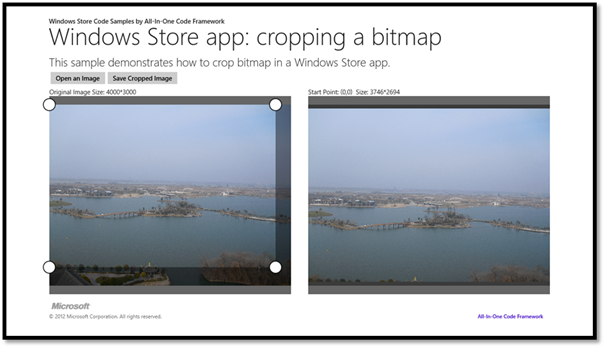 Windows Store Code Samples by All-In-One Code Framework
Windows Store app: cropping a bitmap
This sample demonstrates how to crop bitmap in a Windows Store app.
Open an Image Save Cropped Image
Original Image Size: 4000*3000 Start Point: (0,0) Size: 3746*2694
Microsoft
© 2012 Microsoft Corporation. All rights reserved. All-In-One Code Framework